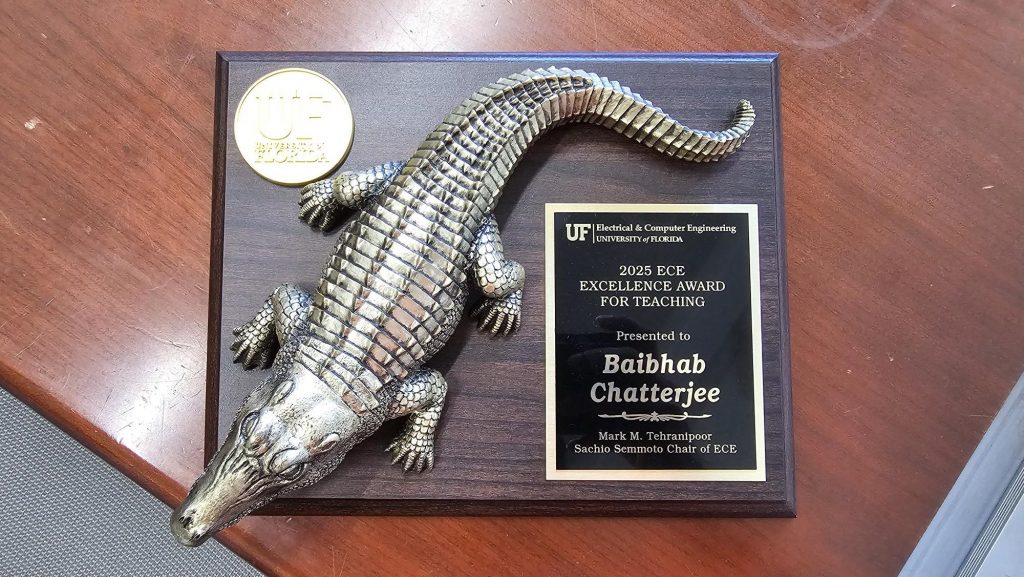 UF
UNIVERSITY of
FLORIDA
UF
Electrical & Computer Engineering
UNIVERSITY of FLORIDA
2025 ECE
EXCELLENCE AWARD
FOR TEACHING
Presented to
Baibhab
Chatterjee
Mark M. Tehranipoor
Sachio Semmoto Chair of ECE